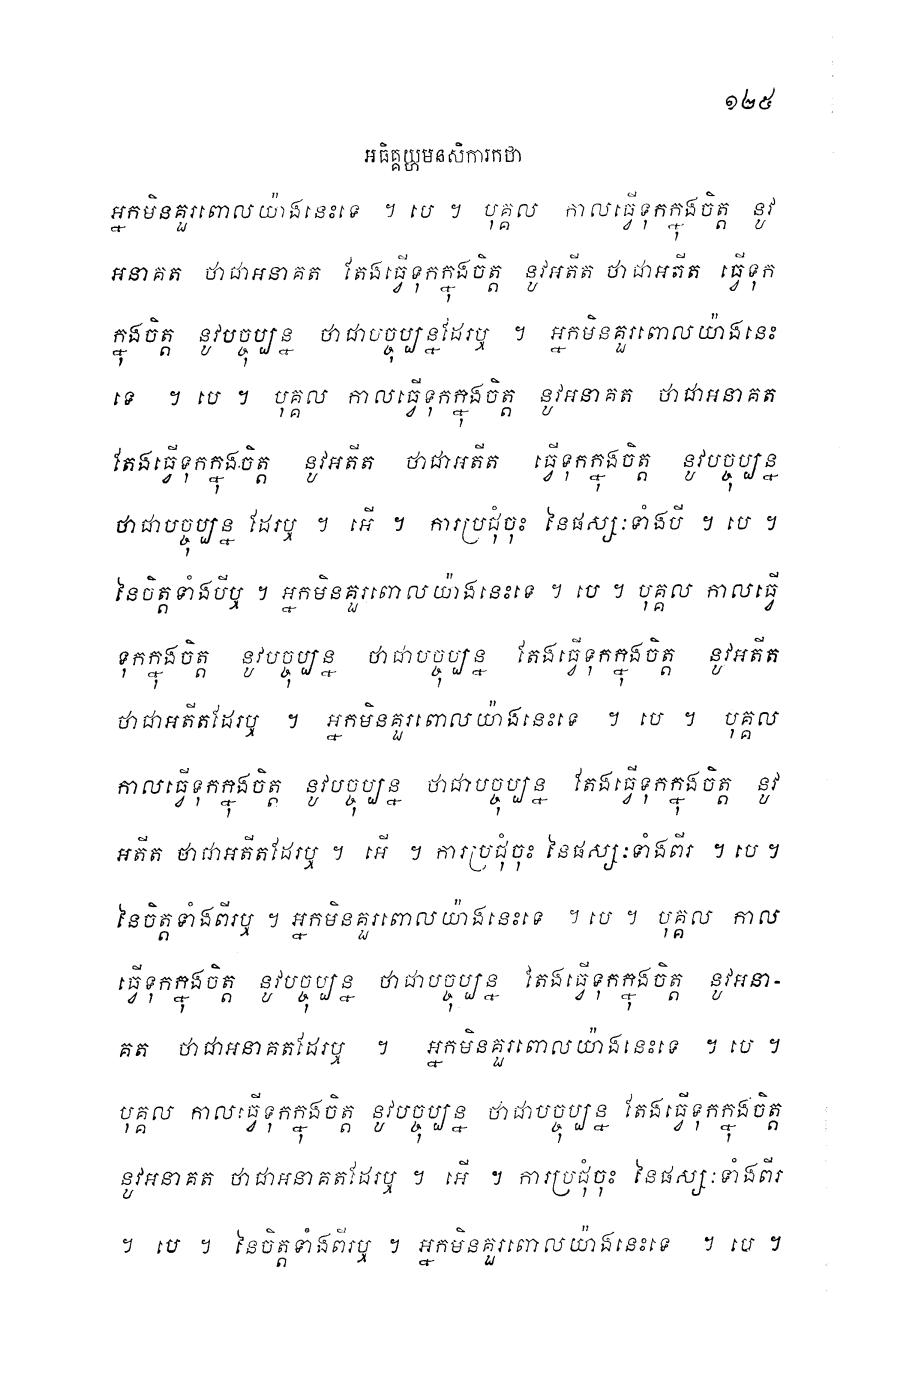 ១២៥
អធិគ្គយ្ហមនសិការកថា
អ្នកមិនគួរពោលយ៉ាងនេះទេ ។ បេ ។ បុគ្គល កាលធ្វើទុកក្នុងចិត្ត នូវ
អនាគត ថាជាអនាគត តែងធ្វើទុកក្នុងចិត្ត នូវអតីត ថាជាអតីត ធ្វើទុក
ក្នុងចិត្ត នូវបច្ចុប្បន្ន ថាជាបច្ចុប្បន្នដែរឬ ។ អ្នកមិនគួរពោលយ៉ាងនេះ
ទេ ។ បេ ។ បុគ្គល កាលធ្វើទុកក្នុងចិត្ត នូវអនាគត ថាជាអនាគត
តែងធ្វើទុកក្នុងចិត្ត នូវអតីត ថាជាអតីត ធ្វើទុកក្នុងចិត្ត នូវបច្ចុប្បន្ន
ថាជាបច្ចុប្បន្ន ដែរឬ ។ អើ ។ ការប្រជុំចុះ នៃផស្សៈទាំងបី ។ បេ ។
នៃចិត្តទាំងបីឬ ។ អ្នកមិនគួរពោលយ៉ាងនេះទេ ។ បេ ។ បុគ្គល កាលធ្វើ
ទុកក្នុងចិត្ត នូវបច្ចុប្បន្ន ថាជាបច្ចុប្បន្ន តែងធ្វើទុកក្នុងចិត្ត នូវអតីត
ថាជាអតីតដែរឬ ។ អ្នកមិនគួរពោលយ៉ាងនេះទេ ។ បេ ។ បុគ្គល
កាលធ្វើទុកក្នុងចិត្ត នូវបច្ចុប្បន្ន ថាជាបច្ចុប្បន្ន តែងធ្វើទុកក្នុងចិត្ត នូវ
អតីត ថាជាអតីតដែរឬ ។ អើ ។ ការប្រជុំចុះ នៃផស្សៈទាំងពីរ ។ បេ ។
នៃចិត្តទាំងពីរឬ ។ អ្នកមិនគួរពោលយ៉ាងនេះទេ ។ បេ ។ បុគ្គល កាល
ធ្វើទុកក្នុងចិត្ត នូវបច្ចុប្បន្ន ថាជាបច្ចុប្បន្ន តែងធ្វើទុកក្នុងចិត្ត នូវអនា-
គត ថាជាអនាគតដែរឬ ។ អ្នកមិនគួរពោលយ៉ាងនេះទេ ។ បេ ។
បុគ្គល កាលធ្វើទុកក្នុងចិត្ត នូវបច្ចុប្បន្ន ថាជាបច្ចុប្បន្ន តែងធ្វើទុកក្នុងចិត្ត
នូវអនាគត ថាជាអនាគតដែរឬ ។ អើ ។ ការប្រជុំចុះ នៃផស្សៈទាំងពីរ
។ បេ ។ នៃចិត្តទាំងពីរឬ ។ អ្នកមិនគួរពោលយ៉ាងនេះទេ ។ បេ ។